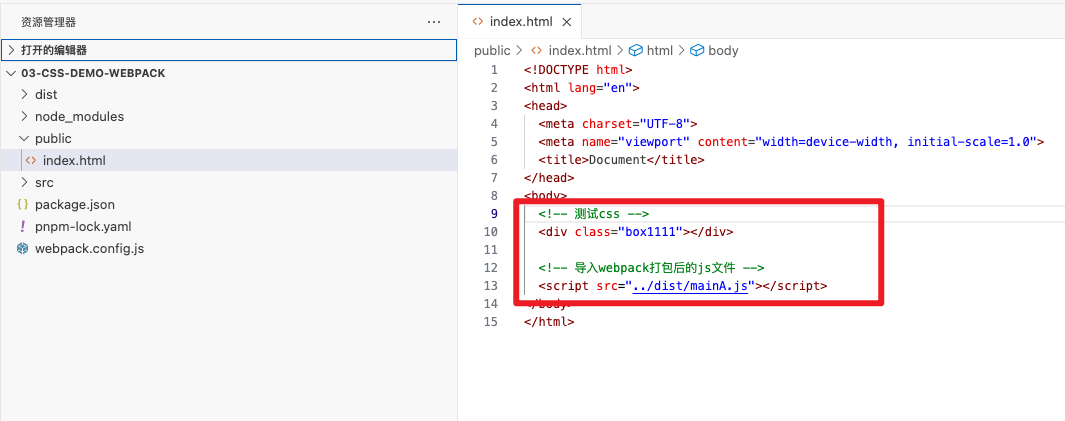 资源管理器 ···
打开的编辑器
03-CSS-DEMO-WEBPACK
dist
node_modules
public
<> index.html
src
{} package.json
! pnpm-lock.yaml
webpack.config.js
<> index.html ×
public > <> index.html > html > body
1 <!DOCTYPE html>
2 <html lang="en">
3 <head>
4 <meta charset="UTF-8">
5 <meta name="viewport" content="width=device-width, initial-scale=1.0">
6 <title>Document</title>
7 </head>
8 <body>
9 <!-- 测试css -->
10 <div class="box1111"></div>
11
12 <!-- 导入webpack打包后的js文件 -->
13 <script src="../dist/mainA.js"></script>
14 </body>
15 </html>